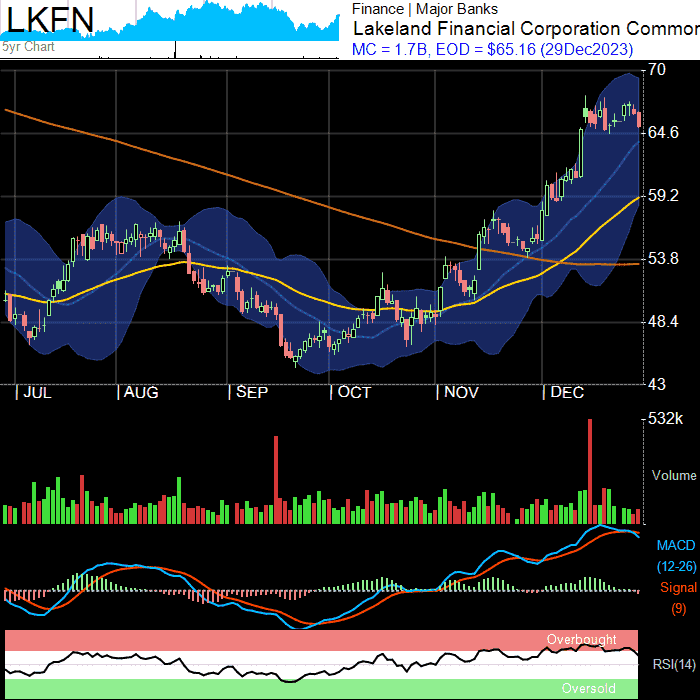 LKFN
5yr Chart
Finance | Major Banks
Lakeland Financial Corporation Common
MC = 1.7B, EOD = $65.16 (29Dec2023)
70
64.6
59.2
53.8
48.4
43
JUL AUG SEP OCT NOV DEC
532k
Volume
MACD
(12-26)
Signal
(9)
Overbought
RSI(14)
Oversold